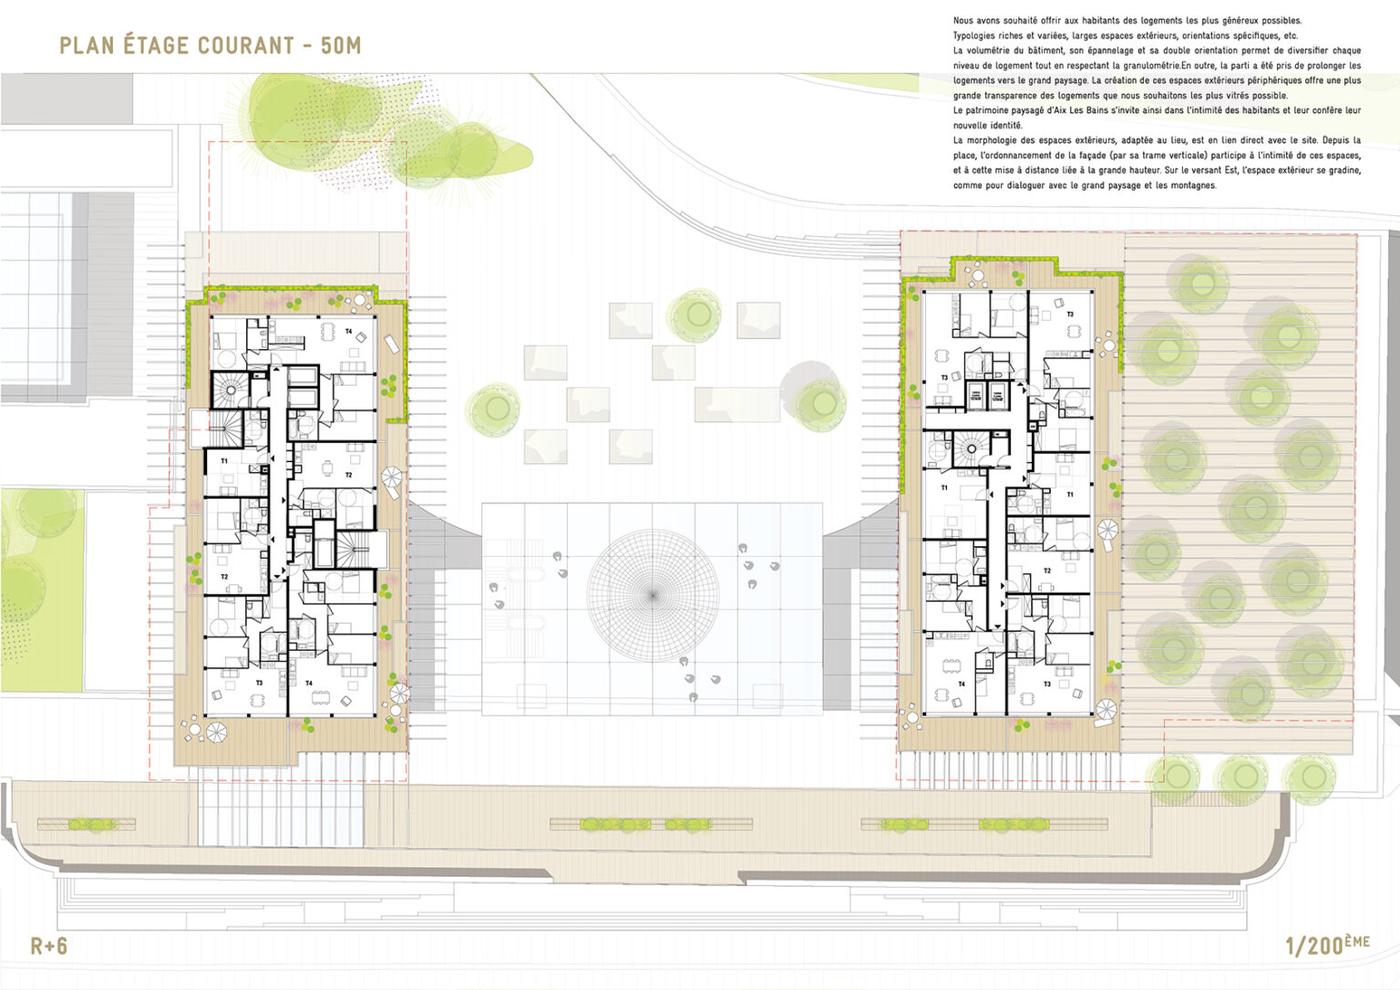 PLAN ÉTAGE COURANT - 50M
Nous avons souhaité offrir aux habitants des logements les plus généreux possibles.
Typologies riches et variées, larges espaces extérieurs, orientations spécifiques, etc.
La volumétrie du bâtiment, son épannelage et sa double orientation permet de diversifier chaque
niveau de logement tout en respectant la granulométrie.En outre, la parti a été pris de prolonger les
logements vers le grand paysage. La création de ces espaces extérieurs périphériques offre une plus
grande transparence des logements que nous souhaitons les plus vitrés possible.
Le patrimoine paysagé d'Aix Les Bains s'invite ainsi dans l'intimité des habitants et leur confère leur
nouvelle identité.
La morphologie des espaces extérieurs, adaptée au lieu, est en lien direct avec le site. Depuis la
place, l'ordonnancement de la façade (par sa trame verticale) participe à l'intimité de ces espaces,
et à cette mise à distance liée à la grande hauteur. Sur le versant Est, l'espace extérieur se gradine,
comme pour dialoguer avec le grand paysage et les montagnes.
T4
T1
T2
T2
T3
T4
T3
T3
T1
T1
T2
T4
T3
R+6
1/200ÈME